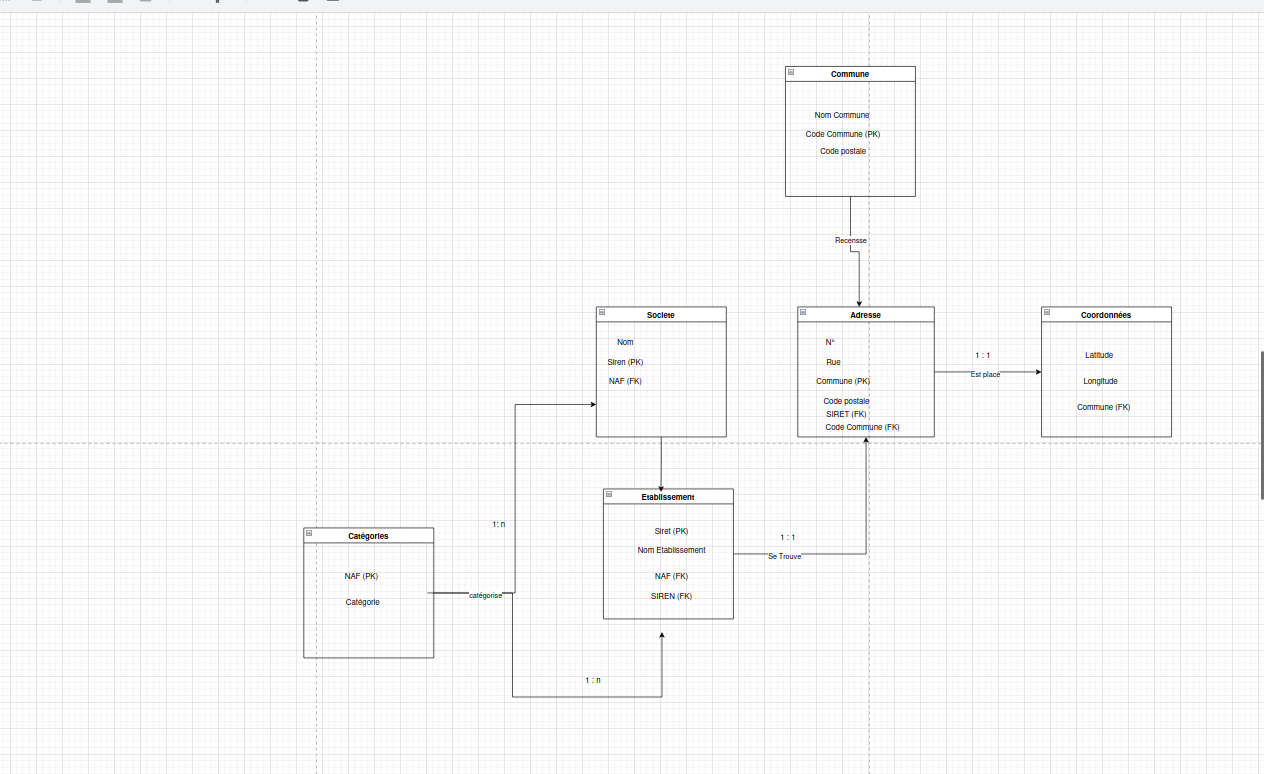 Commune
Nom Commune
Code Commune (PK)
Code postale
Recensse
Société
Nom
Siren (PK)
NAF (FK)
Adresse
N°
Rue
Commune (PK)
Code postale
SIRET (FK)
Code Commune (FK)
1 : 1
Est place
Coordonnées
Latitude
Longitude
Commune (FK)
Etablissement
Siret (PK)
Nom Etablissement
NAF (FK)
SIREN (FK)
1 : 1
Se Trouve
1: n
Catégories
NAF (PK)
Catégorie
catégorise
1 : n